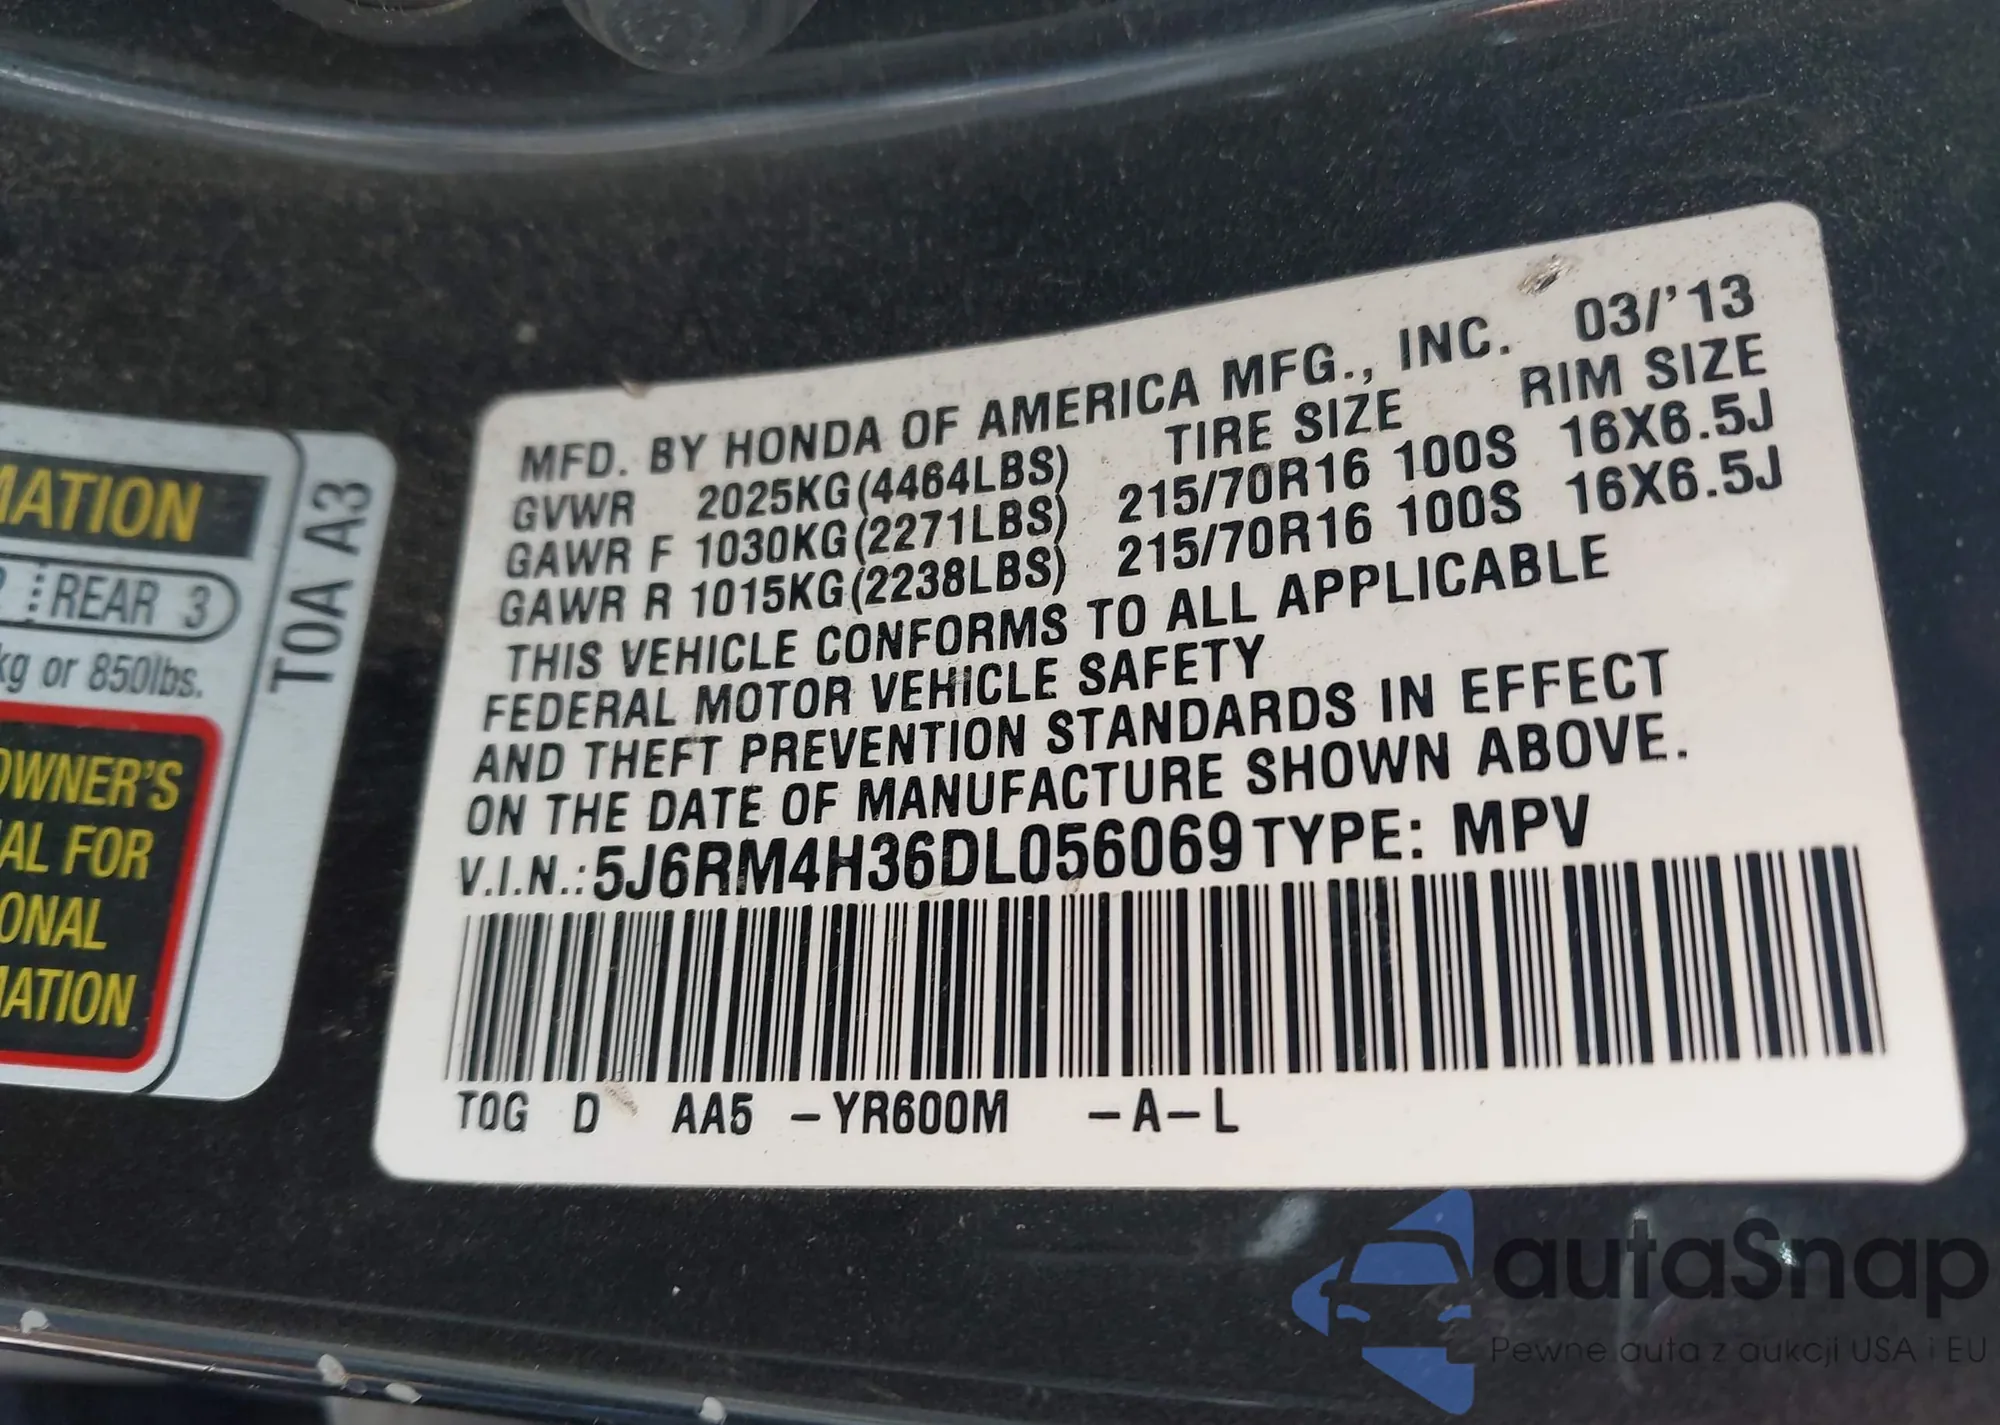 MATION
REAR 3
kg or 850lbs.
OWNER'S
AL FOR
ONAL
MATION
T0A A3
MFD. BY HONDA OF AMERICA MFG., INC. 03/'13
TIRE SIZE RIM SIZE
GVWR 2025KG(4464LBS)
GAWR F 1030KG(2271LBS) 215/70R16 100S 16X6.5J
GAWR R 1015KG(2238LBS) 215/70R16 100S 16X6.5J
THIS VEHICLE CONFORMS TO ALL APPLICABLE
FEDERAL MOTOR VEHICLE SAFETY
AND THEFT PREVENTION STANDARDS IN EFFECT
ON THE DATE OF MANUFACTURE SHOWN ABOVE.
V.I.N.:5J6RM4H36DL056069 TYPE: MPV
T0G D AA5 -YR600M -A-L
autaSnap
Pewne auta z aukcji USA i EU